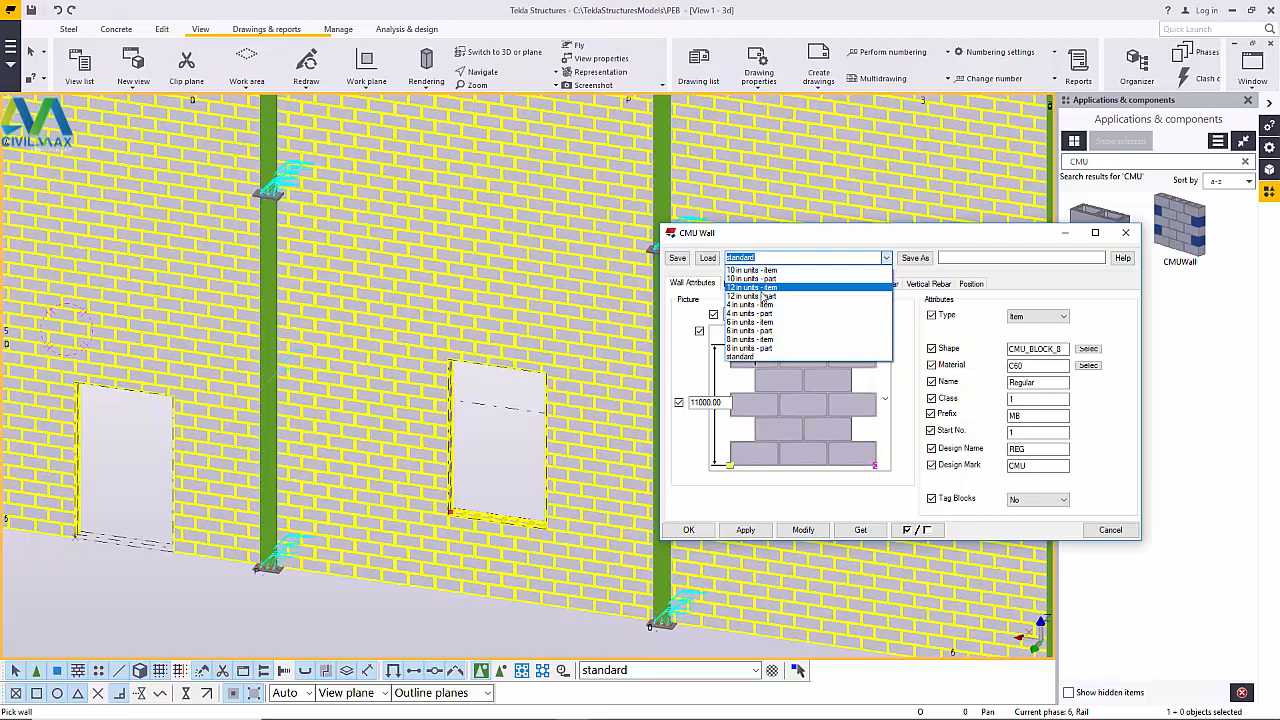 Tekla Structures - C:\TeklaStructuresModels\PEB - [View 1 - 3d]
Log in
Steel Concrete Edit View Drawings & reports Manage Analysis & design
Quick Launch
View list New view Clip plane Work area Redraw Work plane Rendering
Switch to 3D or plane
Navigate
Zoom
Fly
View properties
Representation
Screenshot
Drawing list Drawing properties Create drawings
Perform numbering
Multidrawing
Numbering settings
Change number
Reports Organizer
Phases
Clash c
Window
CIVILMAX
Applications & components
Applications & components
Show selected
CMU
Search results for 'CMU'
Sort by a-z
CMUWall
CMU Wall
Save Load standard Save As Help
10 in units - item
10 in units - part
12 in units - item
12 in units - part
4 in units - item
4 in units - part
6 in units - item
6 in units - part
8 in units - item
8 in units - part
standard
Wall Attributes
Vertical Rebar Position
Picture
11000.00
Attributes
Type Item
Shape CMU_BLOCK_8 Selec
Material C60 Selec
Name Regular
Class 1
Prefix MB
Start No. 1
Design Name REG
Design Mark CMU
Tag Blocks No
OK Apply Modify Get Cancel
standard
Auto View plane Outline planes
Show hidden items
Pick wall
O 0 Pan Current phase: 6, Rail 1 + 0 objects selected